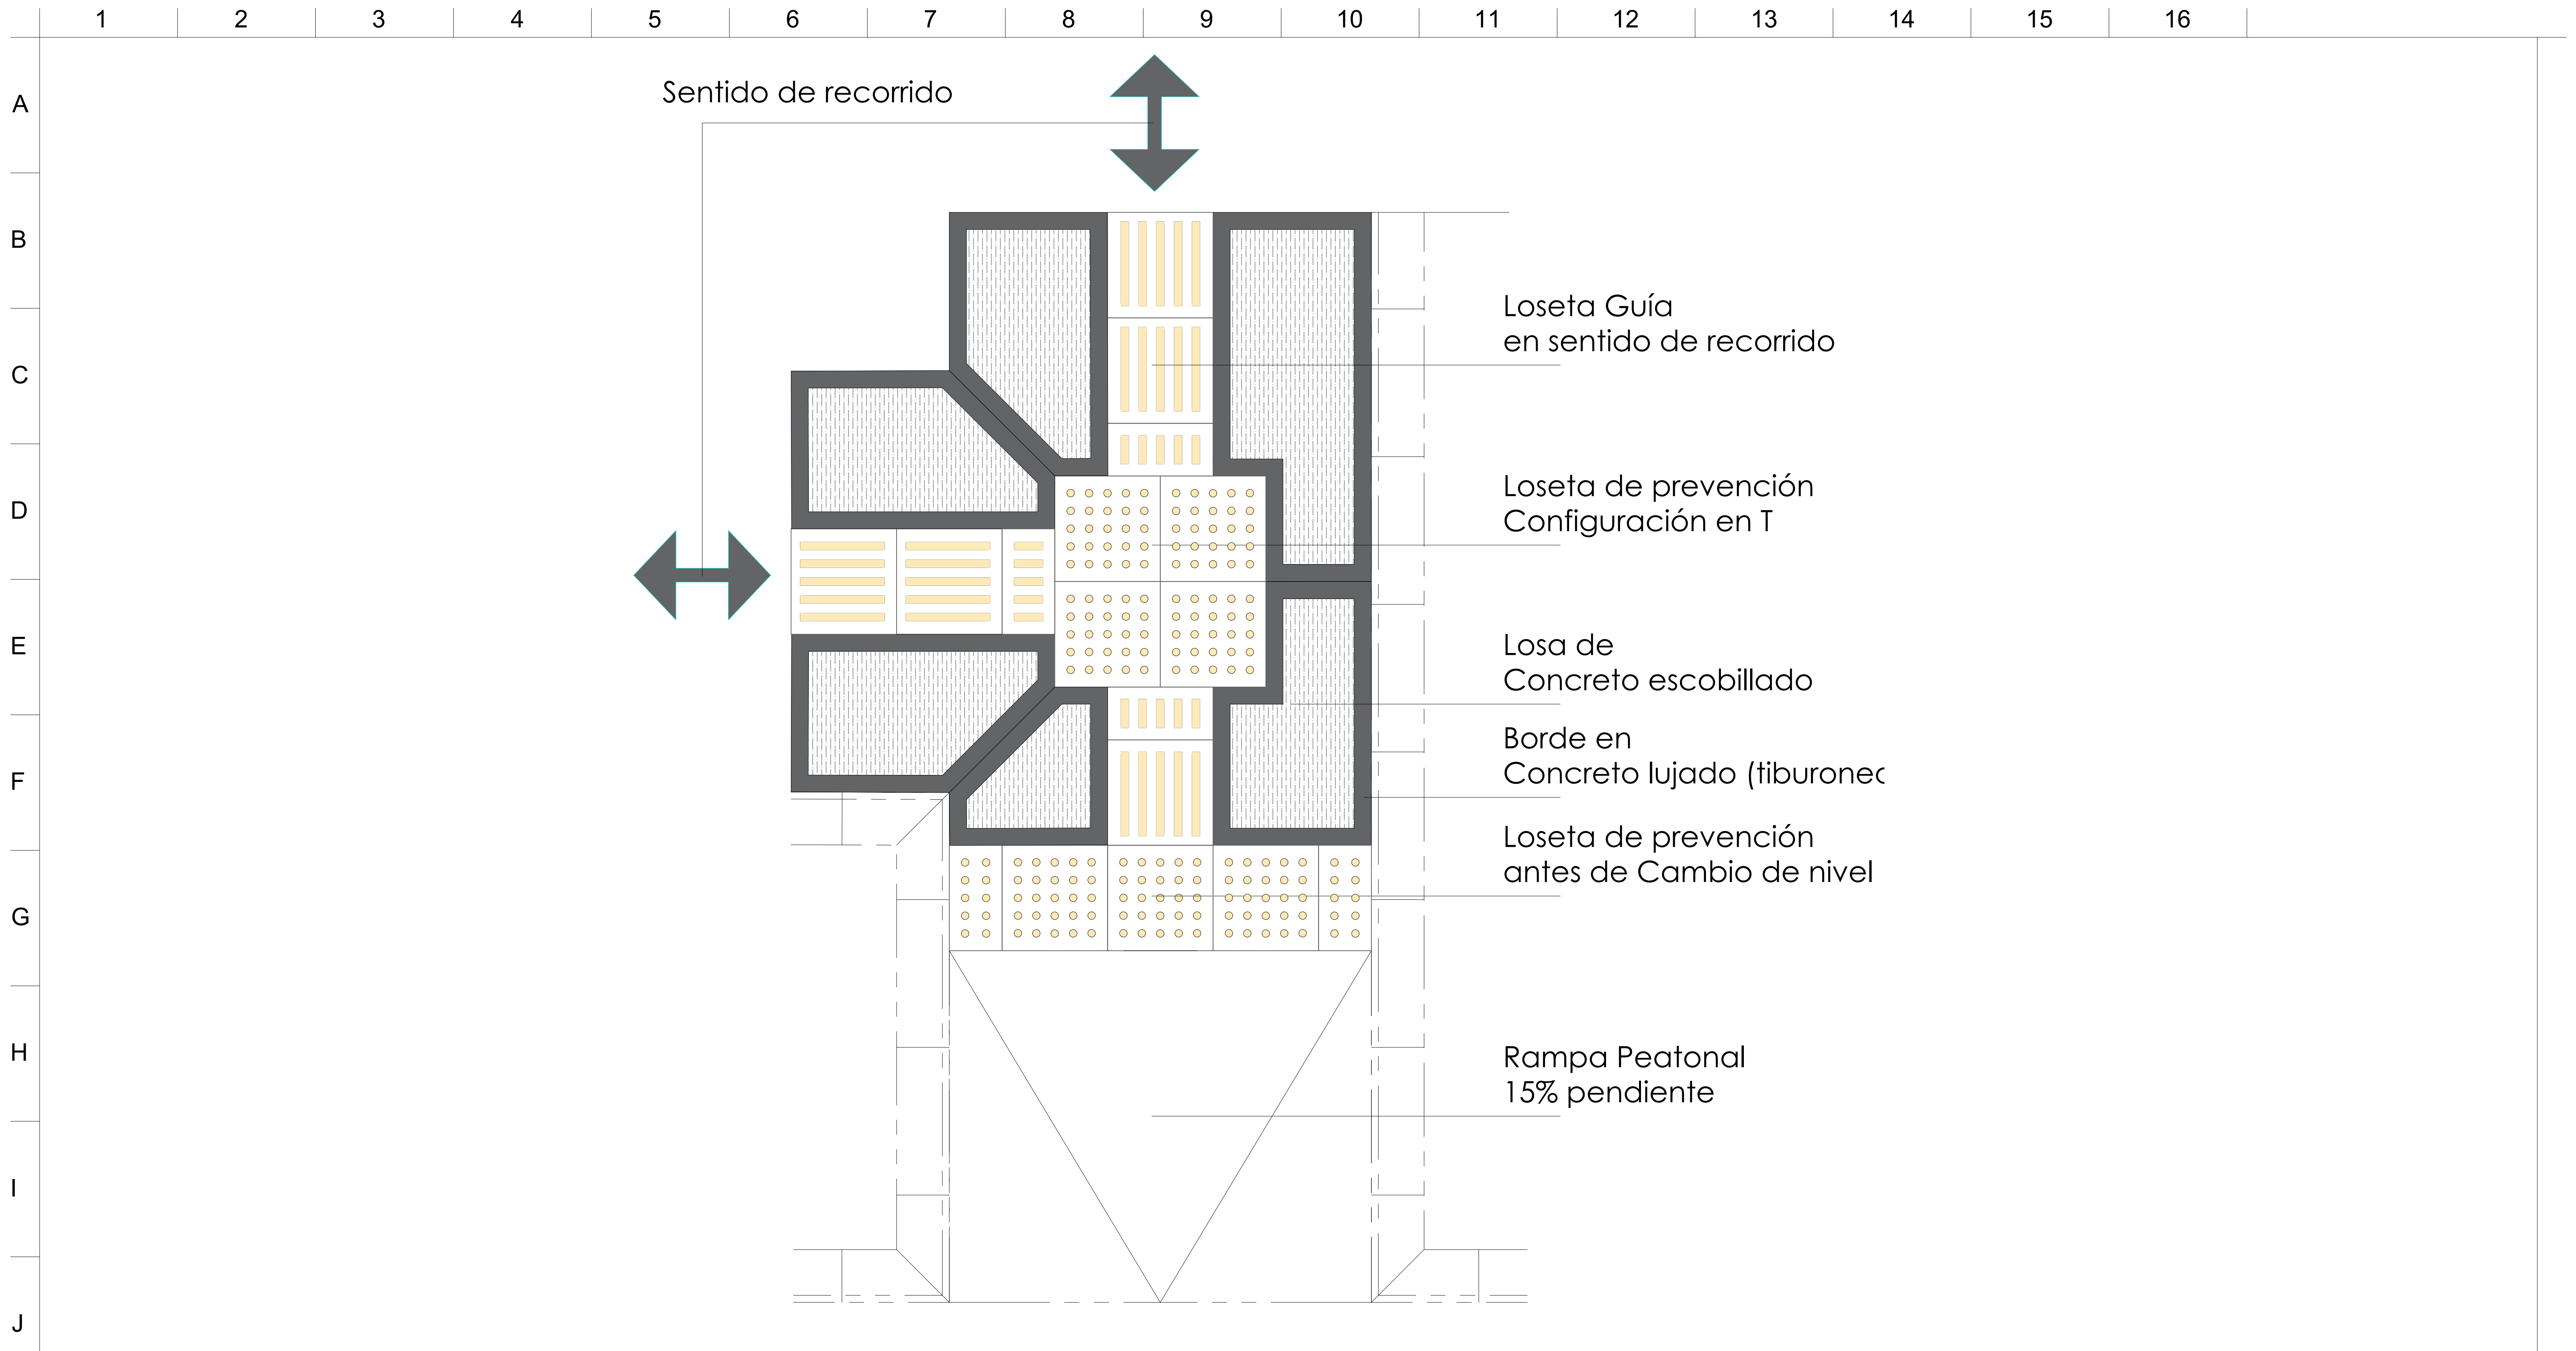 1 2 3 4 5 6 7 8 9 10 11 12 13 14 15 16
A
Sentido de recorrido
B
Loseta Guía
en sentido de recorrido
C
Loseta de prevención
D
Configuración en T
Losa de
E
Concreto escobillado
Borde en
F
Concreto lujado (tiburonec
Loseta de prevención
antes de Cambio de nivel
G
H
Rampa Peatonal
15% pendiente
I
J